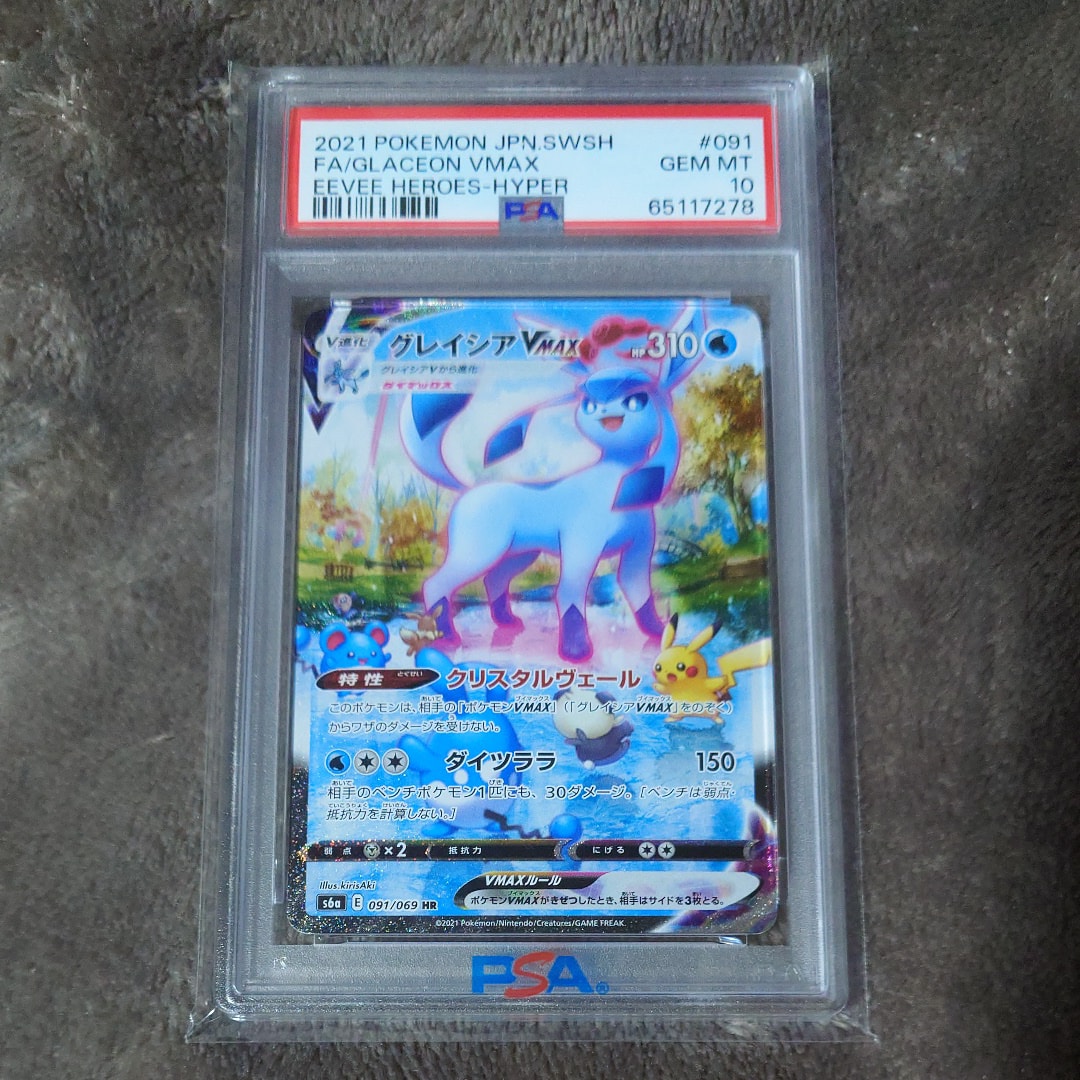 2021 POKEMON JPN.SWSH #091
FA/GLACEON VMAX GEM MT
EEVEE HEROES-HYPER 10
PSA 65117278
V進化 グレイシアVMAX HP310
グレイシアVから進化
ダイマックス
特性 とくせい クリスタルヴェール
このポケモンは、相手の「ポケモンVMAX」(「グレイシアVMAX」をのぞく)
からワザのダメージを受けない。
ダイツララ 150
相手のベンチポケモン1匹にも、30ダメージ。[ベンチは弱点・
抵抗力を計算しない。]
弱点 ×2 抵抗力 にげる
Illus.kirisAki
VMAXルール
s6a E 091/069 HR
ポケモンVMAXがきぜつしたとき、相手はサイドを3枚とる。
©2021 Pokémon/Nintendo/Creatures/GAME FREAK.
PSA®